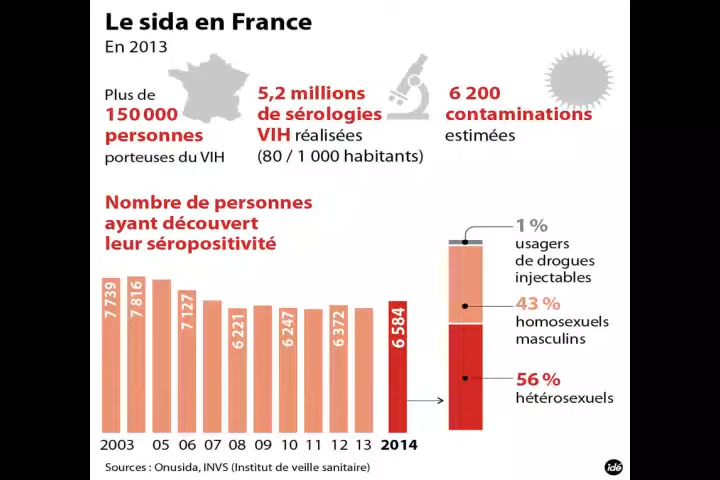 Le sida en France
En 2013
Plus de
150 000
personnes
porteuses du VIH
5,2 millions
de sérologies
VIH réalisées
(80 / 1 000 habitants)
6 200
contaminations
estimées
Nombre de personnes
ayant découvert
leur séropositivité
7 739
7 816
7 127
6 221
6 247
6 372
6 584
2003 05 06 07 08 09 10 11 12 13 2014
1 %
usagers
de drogues
injectables
43 %
homosexuels
masculins
56 %
hétérosexuels
Sources : Onusida, INVS (Institut de veille sanitaire)
idé